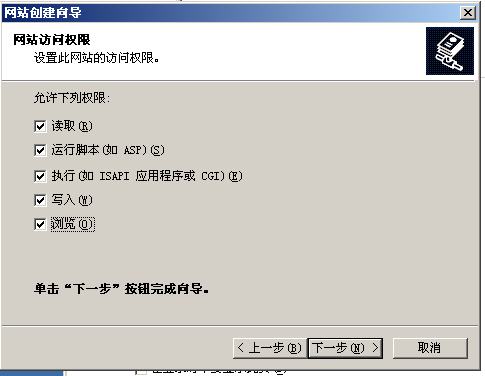 网站创建向导
网站访问权限
设置此网站的访问权限。
允许下列权限:
读取(R)
运行脚本(如 ASP)(S)
执行(如 ISAPI 应用程序或 CGI)(E)
写入(W)
浏览(O)
单击“下一步”按钮完成向导。
< 上一步(B) 下一步(N) > 取消